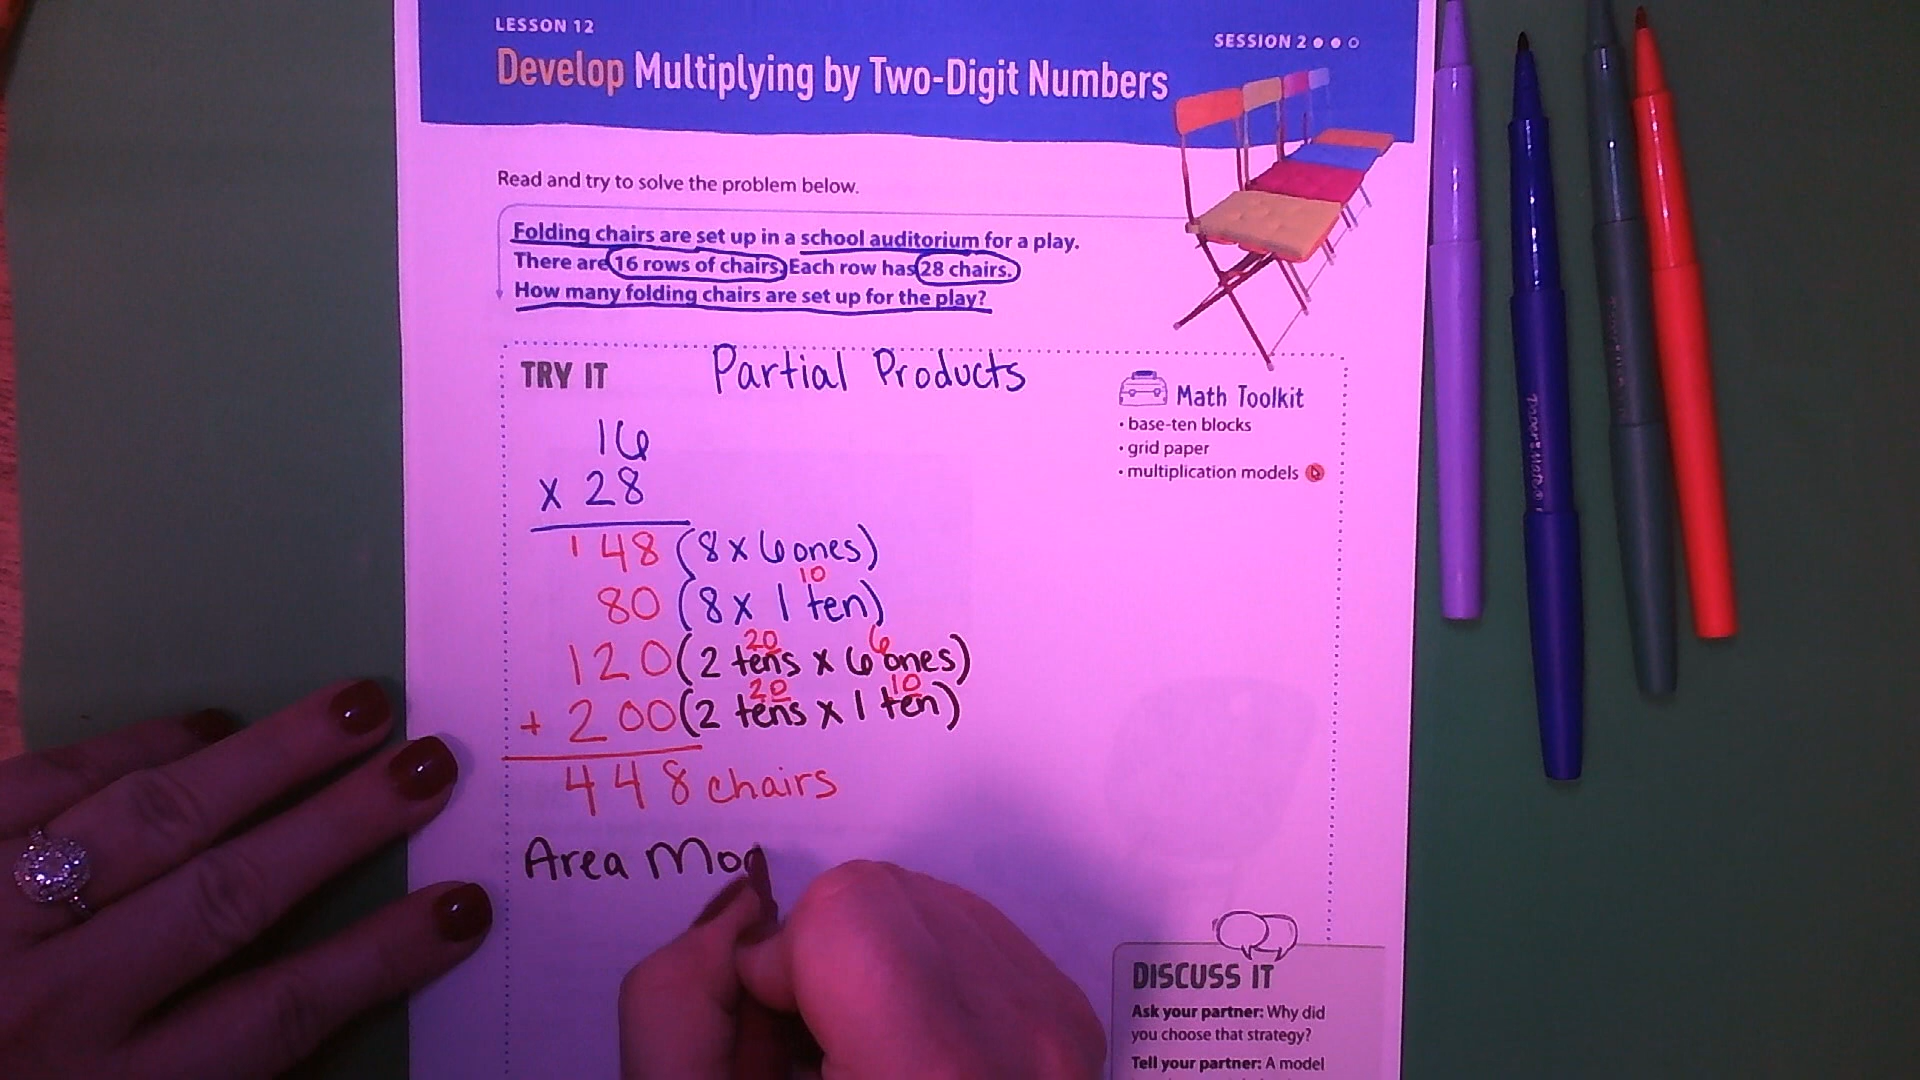 LESSON 12
SESSION 2
Develop Multiplying by Two-Digit Numbers
Read and try to solve the problem below.
Folding chairs are set up in a school auditorium for a play.
There are 16 rows of chairs. Each row has 28 chairs.
How many folding chairs are set up for the play?
TRY IT
Partial Products
Math Toolkit
• base-ten blocks
• grid paper
• multiplication models
16
x 28
1
48 (8 x 6 ones)
10
80 (8 x 1 ten)
20 6
120 (2 tens x 6 ones)
20 10
+ 200 (2 tens x 1 ten)
448 chairs
Area Mod
DISCUSS IT
Ask your partner: Why did
you choose that strategy?
Tell your partner: A model